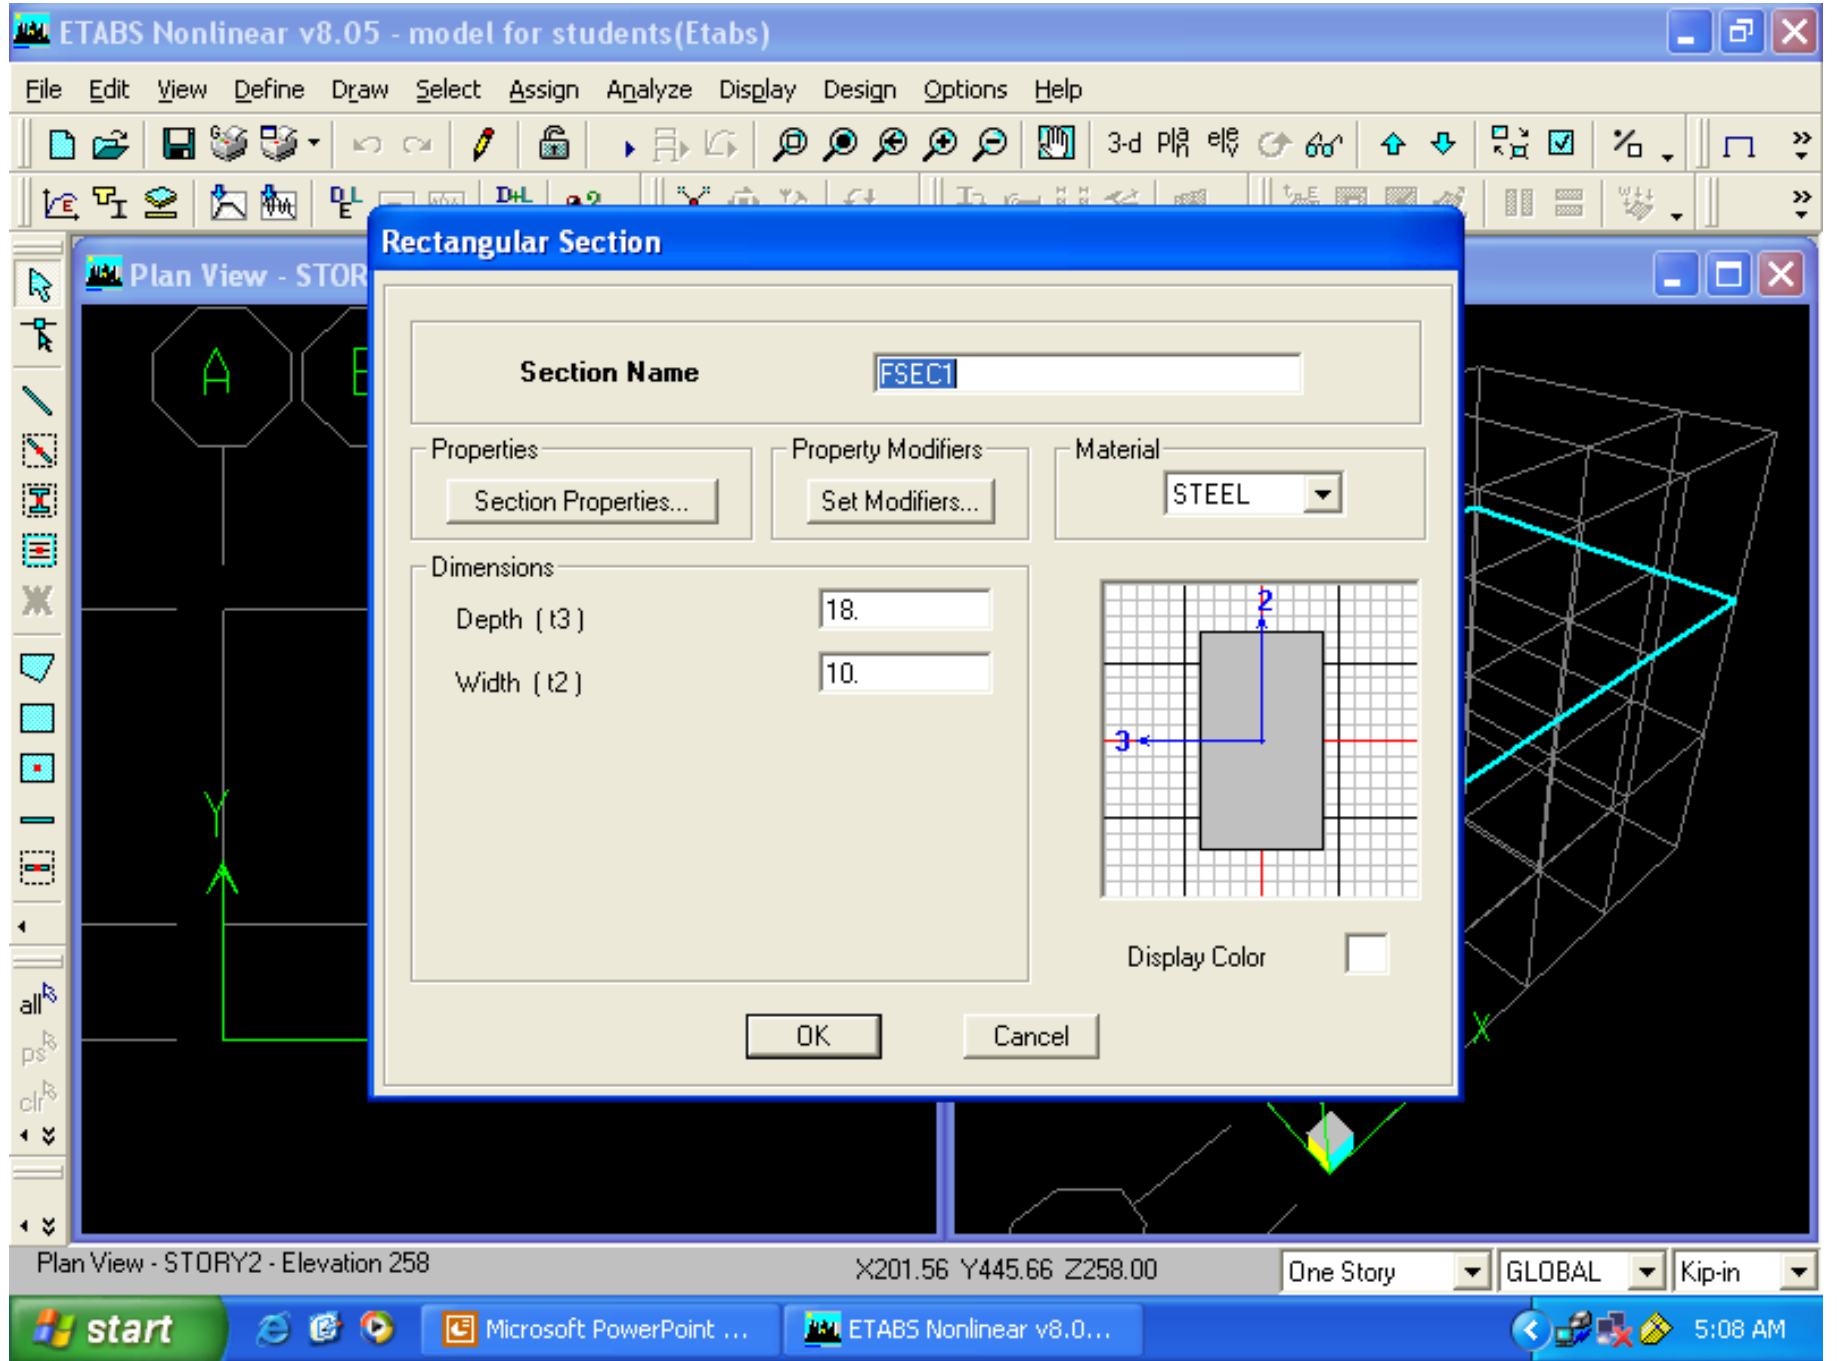 ETABS Nonlinear v8.05 - model for students(Etabs)
File Edit View Define Draw Select Assign Analyze Display Design Options Help
3-d
Plan View - STOR
Rectangular Section
A
Section Name FSEC1
Properties
Section Properties...
Property Modifiers
Set Modifiers...
Material
STEEL
Dimensions
Depth ( t3 ) 18.
Width ( t2 ) 10.
2
3
Display Color
OK Cancel
Y
X
all
ps
clr
Plan View - STORY2 - Elevation 258 X201.56 Y445.66 Z258.00 One Story GLOBAL Kip-in
start Microsoft PowerPoint ... ETABS Nonlinear v8.0... 5:08 AM